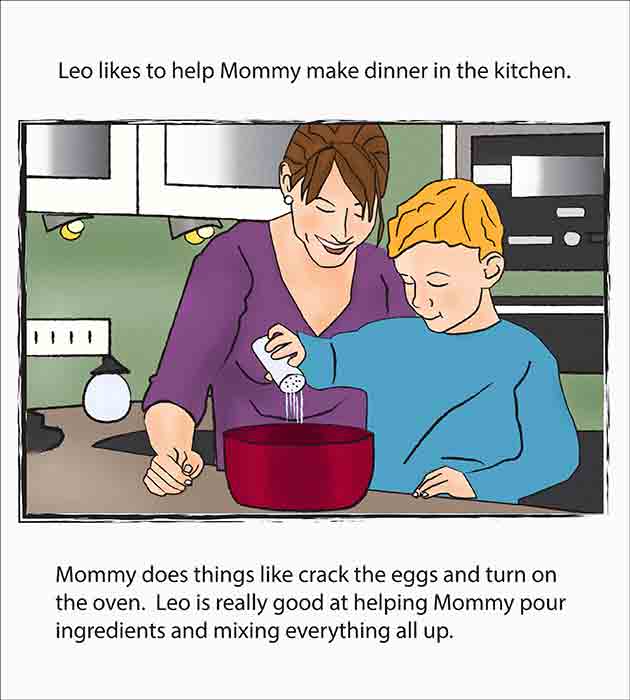 Leo likes to help Mommy make dinner in the kitchen.
Mommy does things like crack the eggs and turn on
the oven.  Leo is really good at helping Mommy pour
ingredients and mixing everything all up.